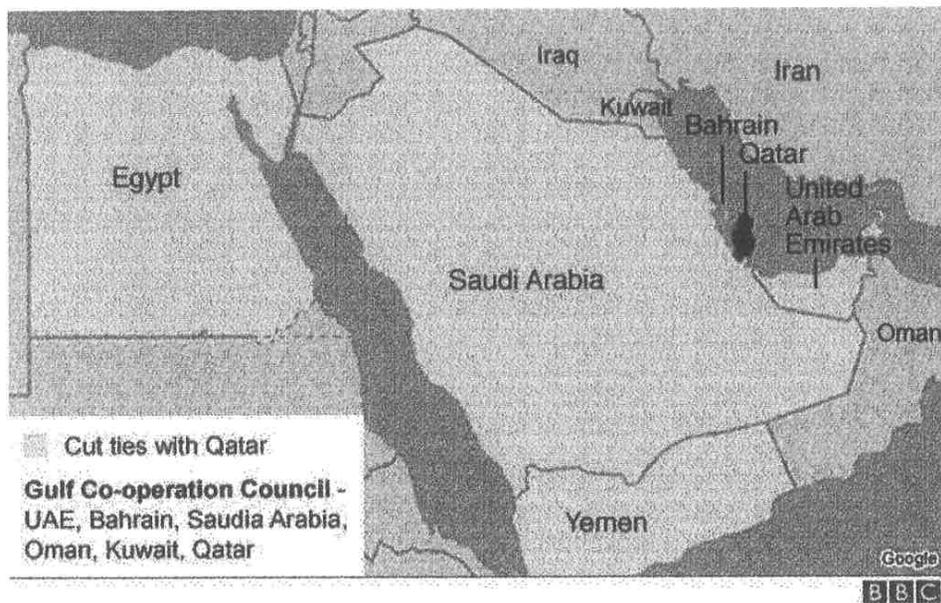 Iraq
Iran
Kuwait
Bahrain
Qatar
Egypt
United
Arab
Emirates
Saudi Arabia
Oman
Cut ties with Qatar
Gulf Co-operation Council -
UAE, Bahrain, Saudia Arabia,
Oman, Kuwait, Qatar
Yemen
Google
BBC